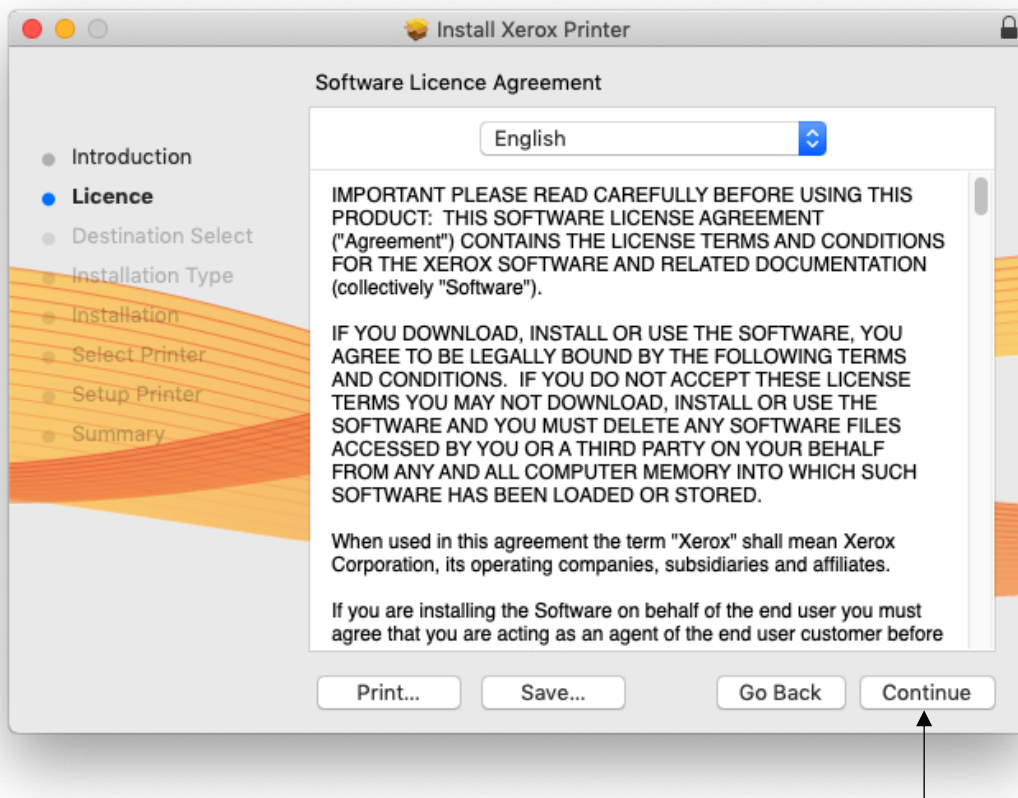 Install Xerox Printer
Software Licence Agreement
Introduction
Licence
Destination Select
Installation Type
Installation
Select Printer
Setup Printer
Summary
English
IMPORTANT PLEASE READ CAREFULLY BEFORE USING THIS
PRODUCT:  THIS SOFTWARE LICENSE AGREEMENT
("Agreement") CONTAINS THE LICENSE TERMS AND CONDITIONS
FOR THE XEROX SOFTWARE AND RELATED DOCUMENTATION
(collectively "Software").
IF YOU DOWNLOAD, INSTALL OR USE THE SOFTWARE, YOU
AGREE TO BE LEGALLY BOUND BY THE FOLLOWING TERMS
AND CONDITIONS.  IF YOU DO NOT ACCEPT THESE LICENSE
TERMS YOU MAY NOT DOWNLOAD, INSTALL OR USE THE
SOFTWARE AND YOU MUST DELETE ANY SOFTWARE FILES
ACCESSED BY YOU OR A THIRD PARTY ON YOUR BEHALF
FROM ANY AND ALL COMPUTER MEMORY INTO WHICH SUCH
SOFTWARE HAS BEEN LOADED OR STORED.
When used in this agreement the term "Xerox" shall mean Xerox
Corporation, its operating companies, subsidiaries and affiliates.
If you are installing the Software on behalf of the end user you must
agree that you are acting as an agent of the end user customer before
Print...
Save...
Go Back
Continue